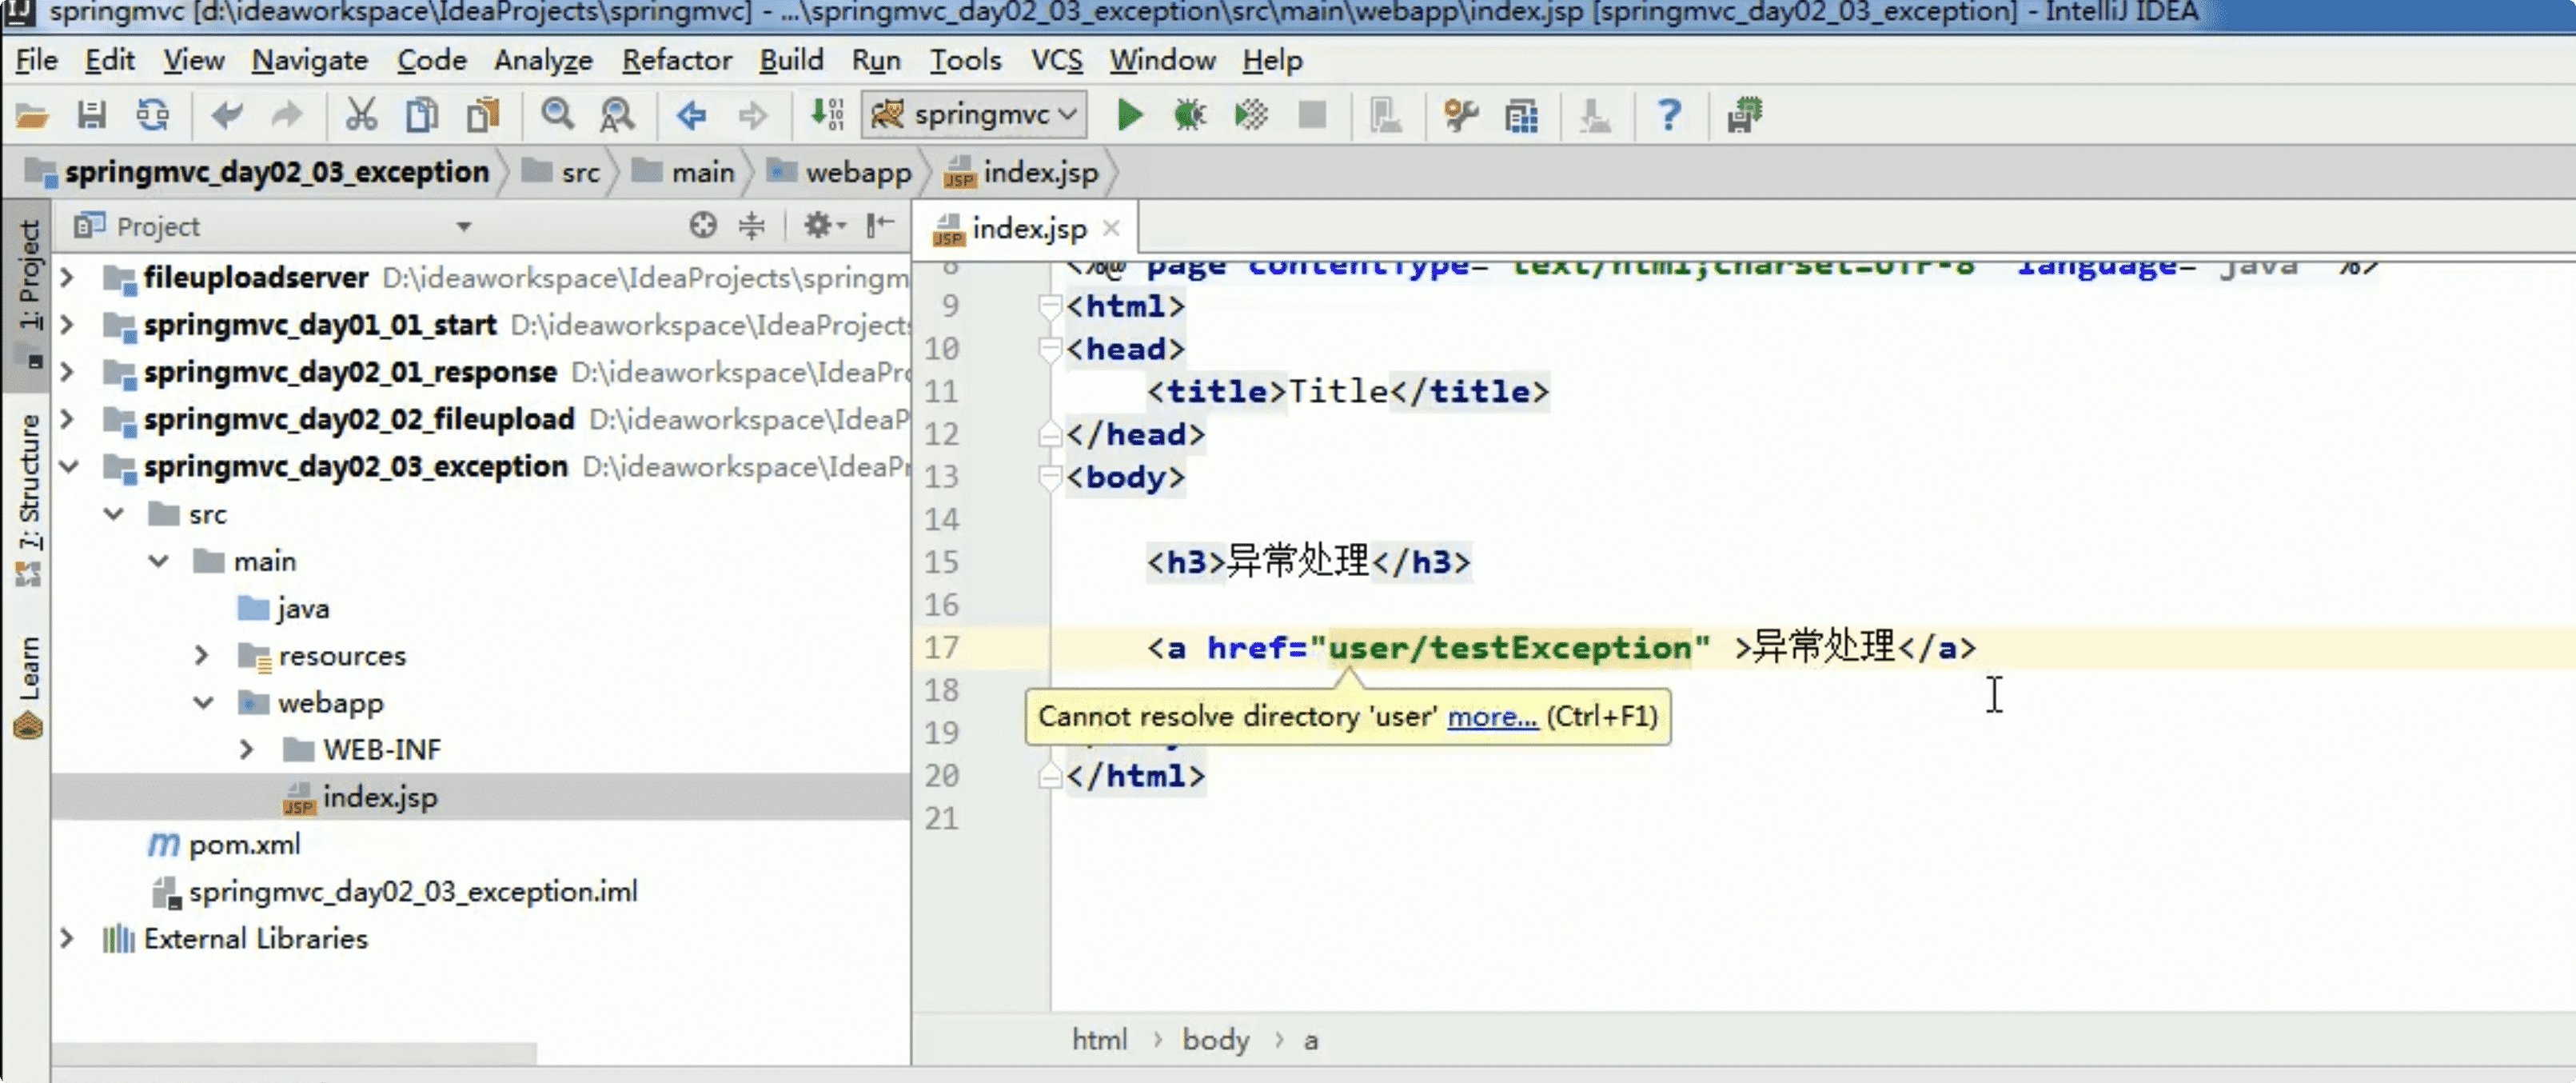 springmvc [d:\ideaworkspace\IdeaProjects\springmvc] - ...\springmvc_day02_03_exception\src\main\webapp\index.jsp [springmvc_day02_03_exception] - IntelliJ IDEA
File Edit View Navigate Code Analyze Refactor Build Run Tools VCS Window Help
springmvc
springmvc_day02_03_exception src main webapp index.jsp
1: Project
7: Structure
Learn
Project
fileuploadserver D:\ideaworkspace\IdeaProjects\springm
springmvc_day01_01_start D:\ideaworkspace\IdeaProjects
springmvc_day02_01_response D:\ideaworkspace\IdeaPro
springmvc_day02_02_fileupload D:\ideaworkspace\IdeaP
springmvc_day02_03_exception D:\ideaworkspace\IdeaPr
src
main
java
resources
webapp
WEB-INF
index.jsp
pom.xml
springmvc_day02_03_exception.iml
External Libraries
index.jsp
8 <%@ page contentType="text/html;charset=UTF-8" language="java" %>
9 <html>
10 <head>
11 <title>Title</title>
12 </head>
13 <body>
14
15 <h3>异常处理</h3>
16
17 <a href="user/testException" >异常处理</a>
18
Cannot resolve directory 'user' more... (Ctrl+F1)
19
20 </html>
21
html body a